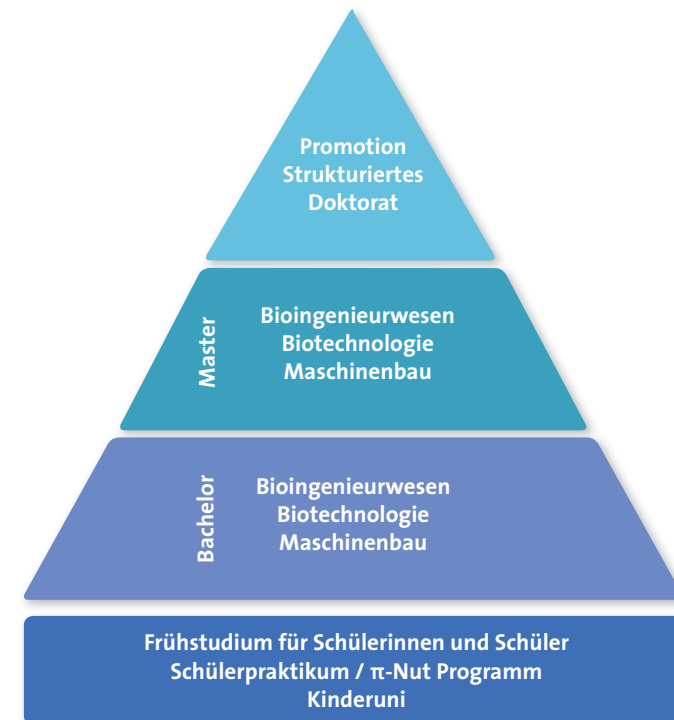 Promotion
Strukturiertes
Doktorat
Master
Bioingenieurwesen
Biotechnologie
Maschinenbau
Bachelor
Bioingenieurwesen
Biotechnologie
Maschinenbau
Frühstudium für Schülerinnen und Schüler
Schülerpraktikum / π-Nut Programm
Kinderuni